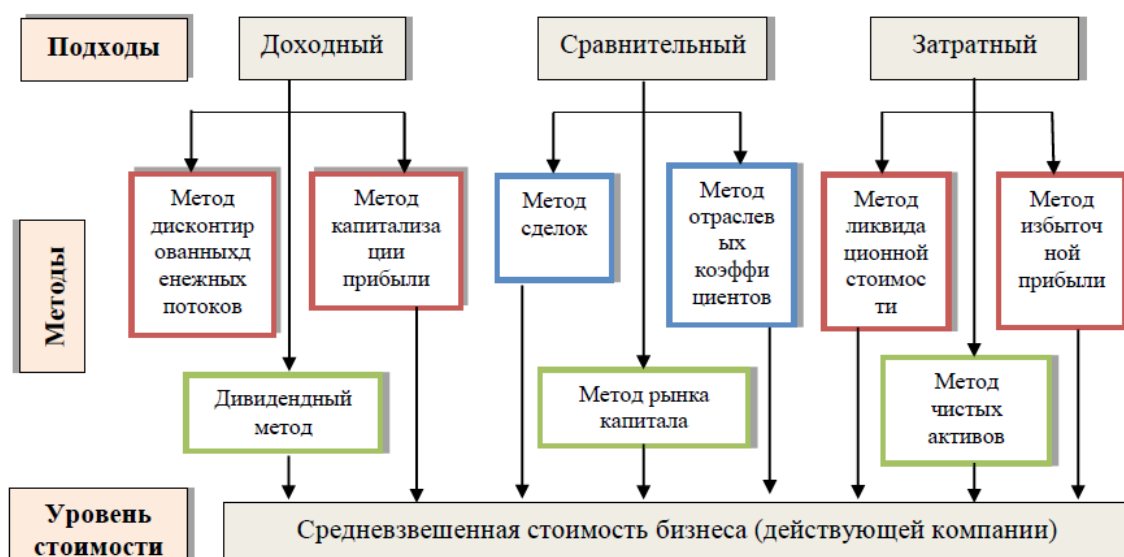 Подходы
Доходный
Сравнительный
Затратный
Методы
Метод
дисконтир
ованныхд
енежных
потоков
Метод
капитализа
ции
прибыли
Метод
сделок
Метод
отраслев
ых
коэффи
циентов
Метод
ликвида
ционной
стоимос
ти
Метод
избыточ
ной
прибыли
Дивидендный
метод
Метод рынка
капитала
Метод
чистых
активов
Уровень
стоимости
Средневзвешенная стоимость бизнеса (действующей компании)